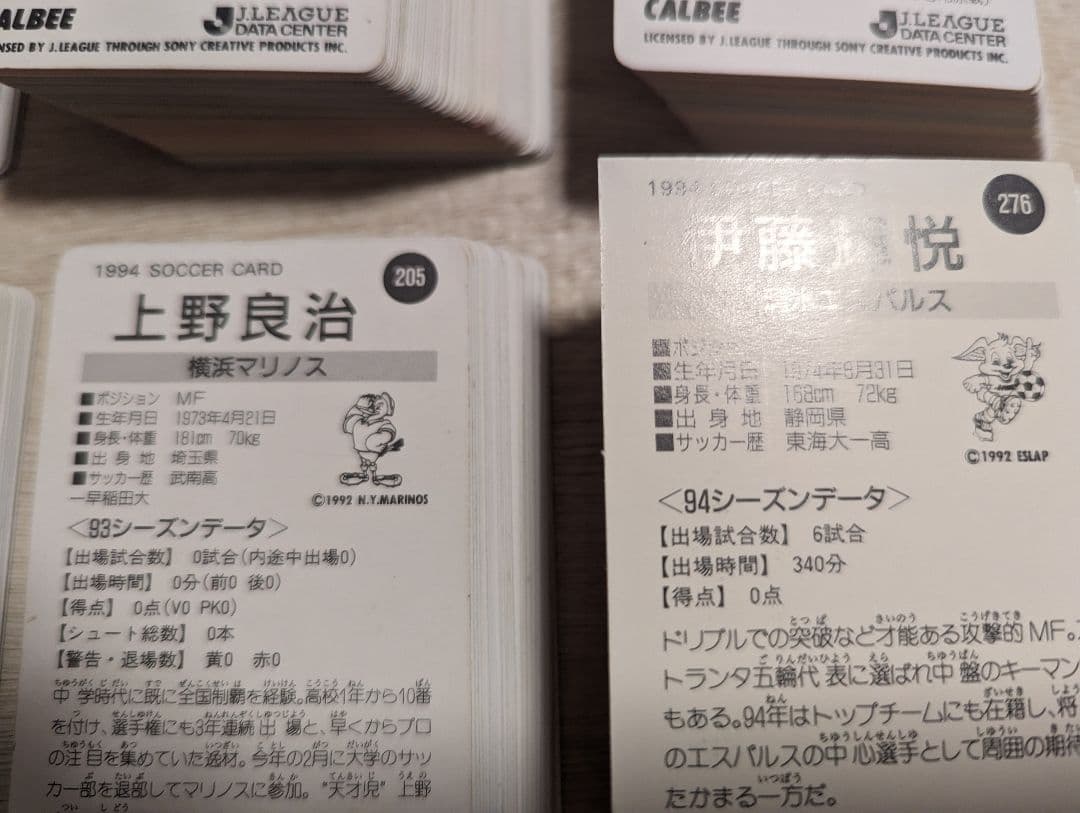 CALBEE
J.LEAGUE
DATA CENTER
LICENSED BY J.LEAGUE THROUGH SONY CREATIVE PRODUCTS INC.
CALBEE
J.LEAGUE
DATA CENTER
LICENSED BY J.LEAGUE THROUGH SONY CREATIVE PRODUCTS INC.
1994 SOCCER CARD
205
上野良治
横浜マリノス
■ポジション MF
■生年月日 1973年4月21日
■身長・体重 181cm 70kg
■出身地 埼玉県
■サッカー歴 武南高
―早稲田大
©1992 N.Y.MARINOS
〈93シーズンデータ〉
【出場試合数】 0試合(内途中出場0)
【出場時間】 0分(前0 後0)
【得点】 0点(V0 PK0)
【シュート総数】 0本
【警告・退場数】 黄0 赤0
中学時代に既に全国制覇を経験。高校1年から10番
を付け、選手権にも3年連続出場と、早くからプロ
の注目を集めていた逸材。今年の2月に大学のサッ
カー部を退部してマリノスに参加。“天才児”上野
1994
276
伊藤 悦
清水エスパルス
■ポジション
■生年月日 1974年8月31日
■身長・体重 168cm 72kg
■出身地 静岡県
■サッカー歴 東海大一高
©1992 ESLAP
〈94シーズンデータ〉
【出場試合数】 6試合
【出場時間】 340分
【得点】 0点
ドリブルでの突破など才能ある攻撃的MF。
トランタ五輪代表に選ばれ中盤のキーマン
もある。94年はトップチームにも在籍し、将
のエスパルスの中心選手として周囲の期待
たかまる一方だ。